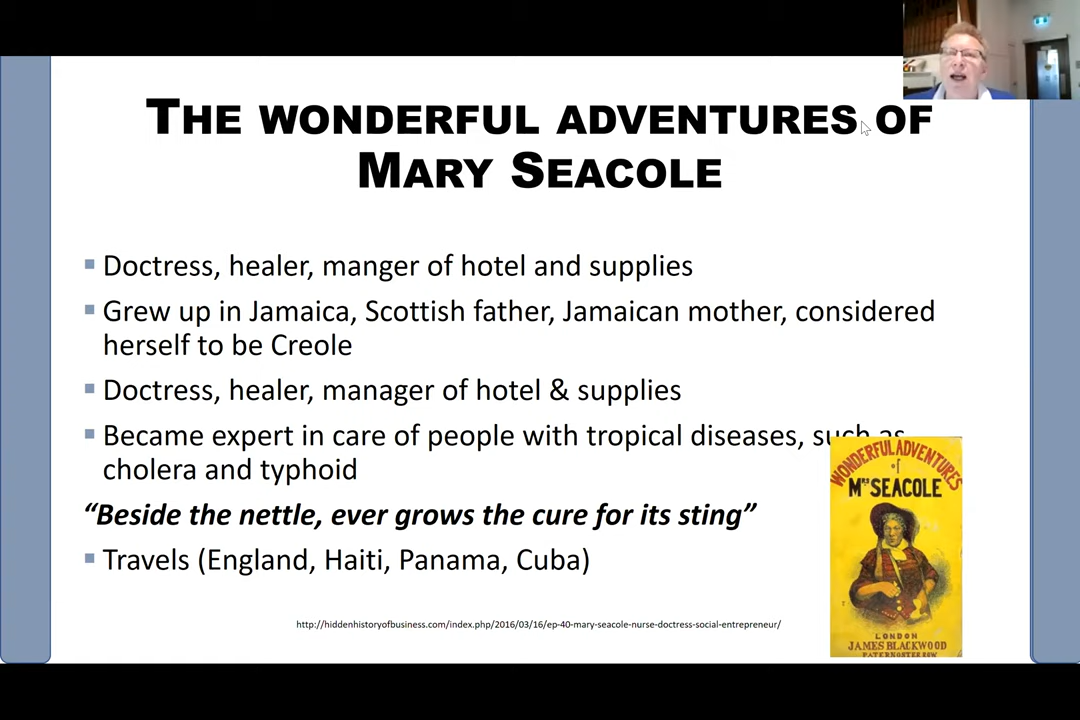 THE WONDERFUL ADVENTURES OF
MARY SEACOLE
Doctress, healer, manger of hotel and supplies
Grew up in Jamaica, Scottish father, Jamaican mother, considered
herself to be Creole
Doctress, healer, manager of hotel & supplies
Became expert in care of people with tropical diseases, such as
cholera and typhoid
“Beside the nettle, ever grows the cure for its sting”
Travels (England, Haiti, Panama, Cuba)
WONDERFUL ADVENTURES
of
MRS SEACOLE
LONDON
JAMES BLACKWOOD
PATERNOSTER ROW
http://hiddenhistoryofbusiness.com/index.php/2016/03/16/ep-40-mary-seacole-nurse-doctress-social-entrepreneur/